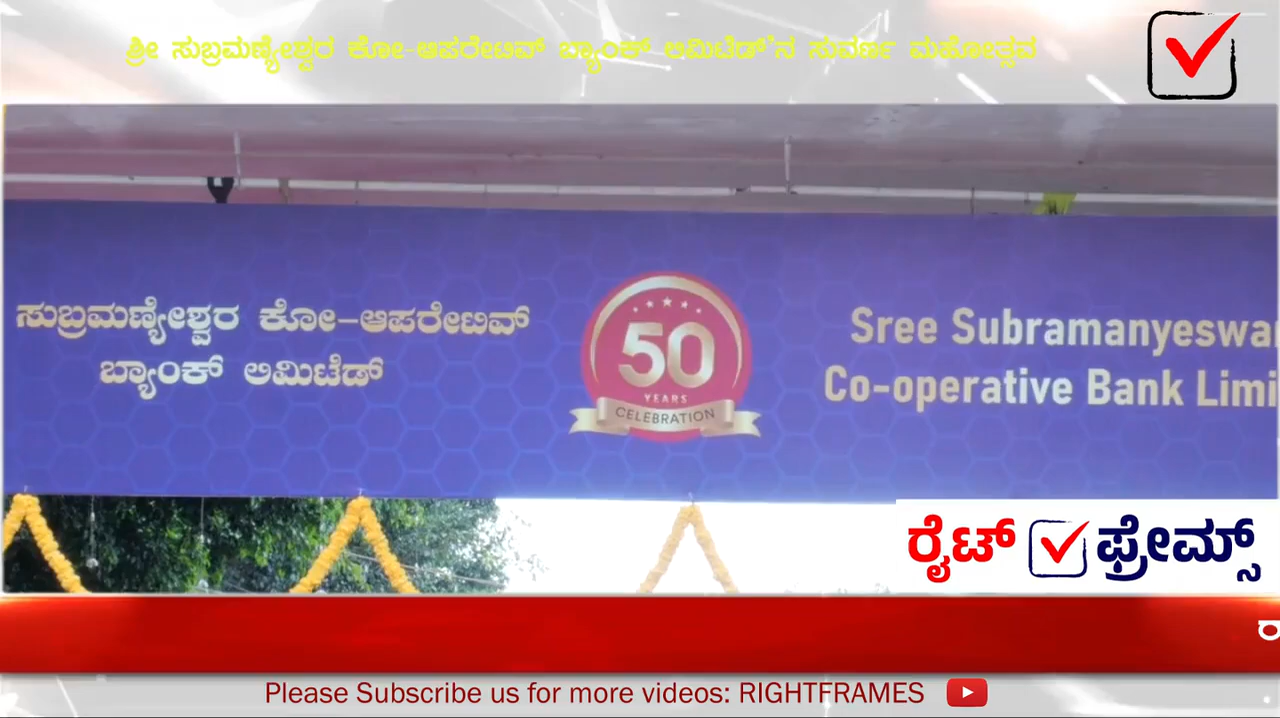 ಶ್ರೀ ಸುಬ್ರಮಣ್ಯೇಶ್ವರ ಕೋ-ಆಪರೇಟಿವ್ ಬ್ಯಾಂಕ್ ಲಿಮಿಟೆಡ್'ನ ಸುವರ್ಣ ಮಹೋತ್ಸವ
ಸುಬ್ರಮಣ್ಯೇಶ್ವರ ಕೋ-ಆಪರೇಟಿವ್
ಬ್ಯಾಂಕ್ ಲಿಮಿಟೆಡ್
50
YEARS
CELEBRATION
Sree Subramanyeswa
Co-operative Bank Limi
ರೈಟ್ ಫ್ರೇಮ್ಸ್
Please Subscribe us for more videos: RIGHTFRAMES